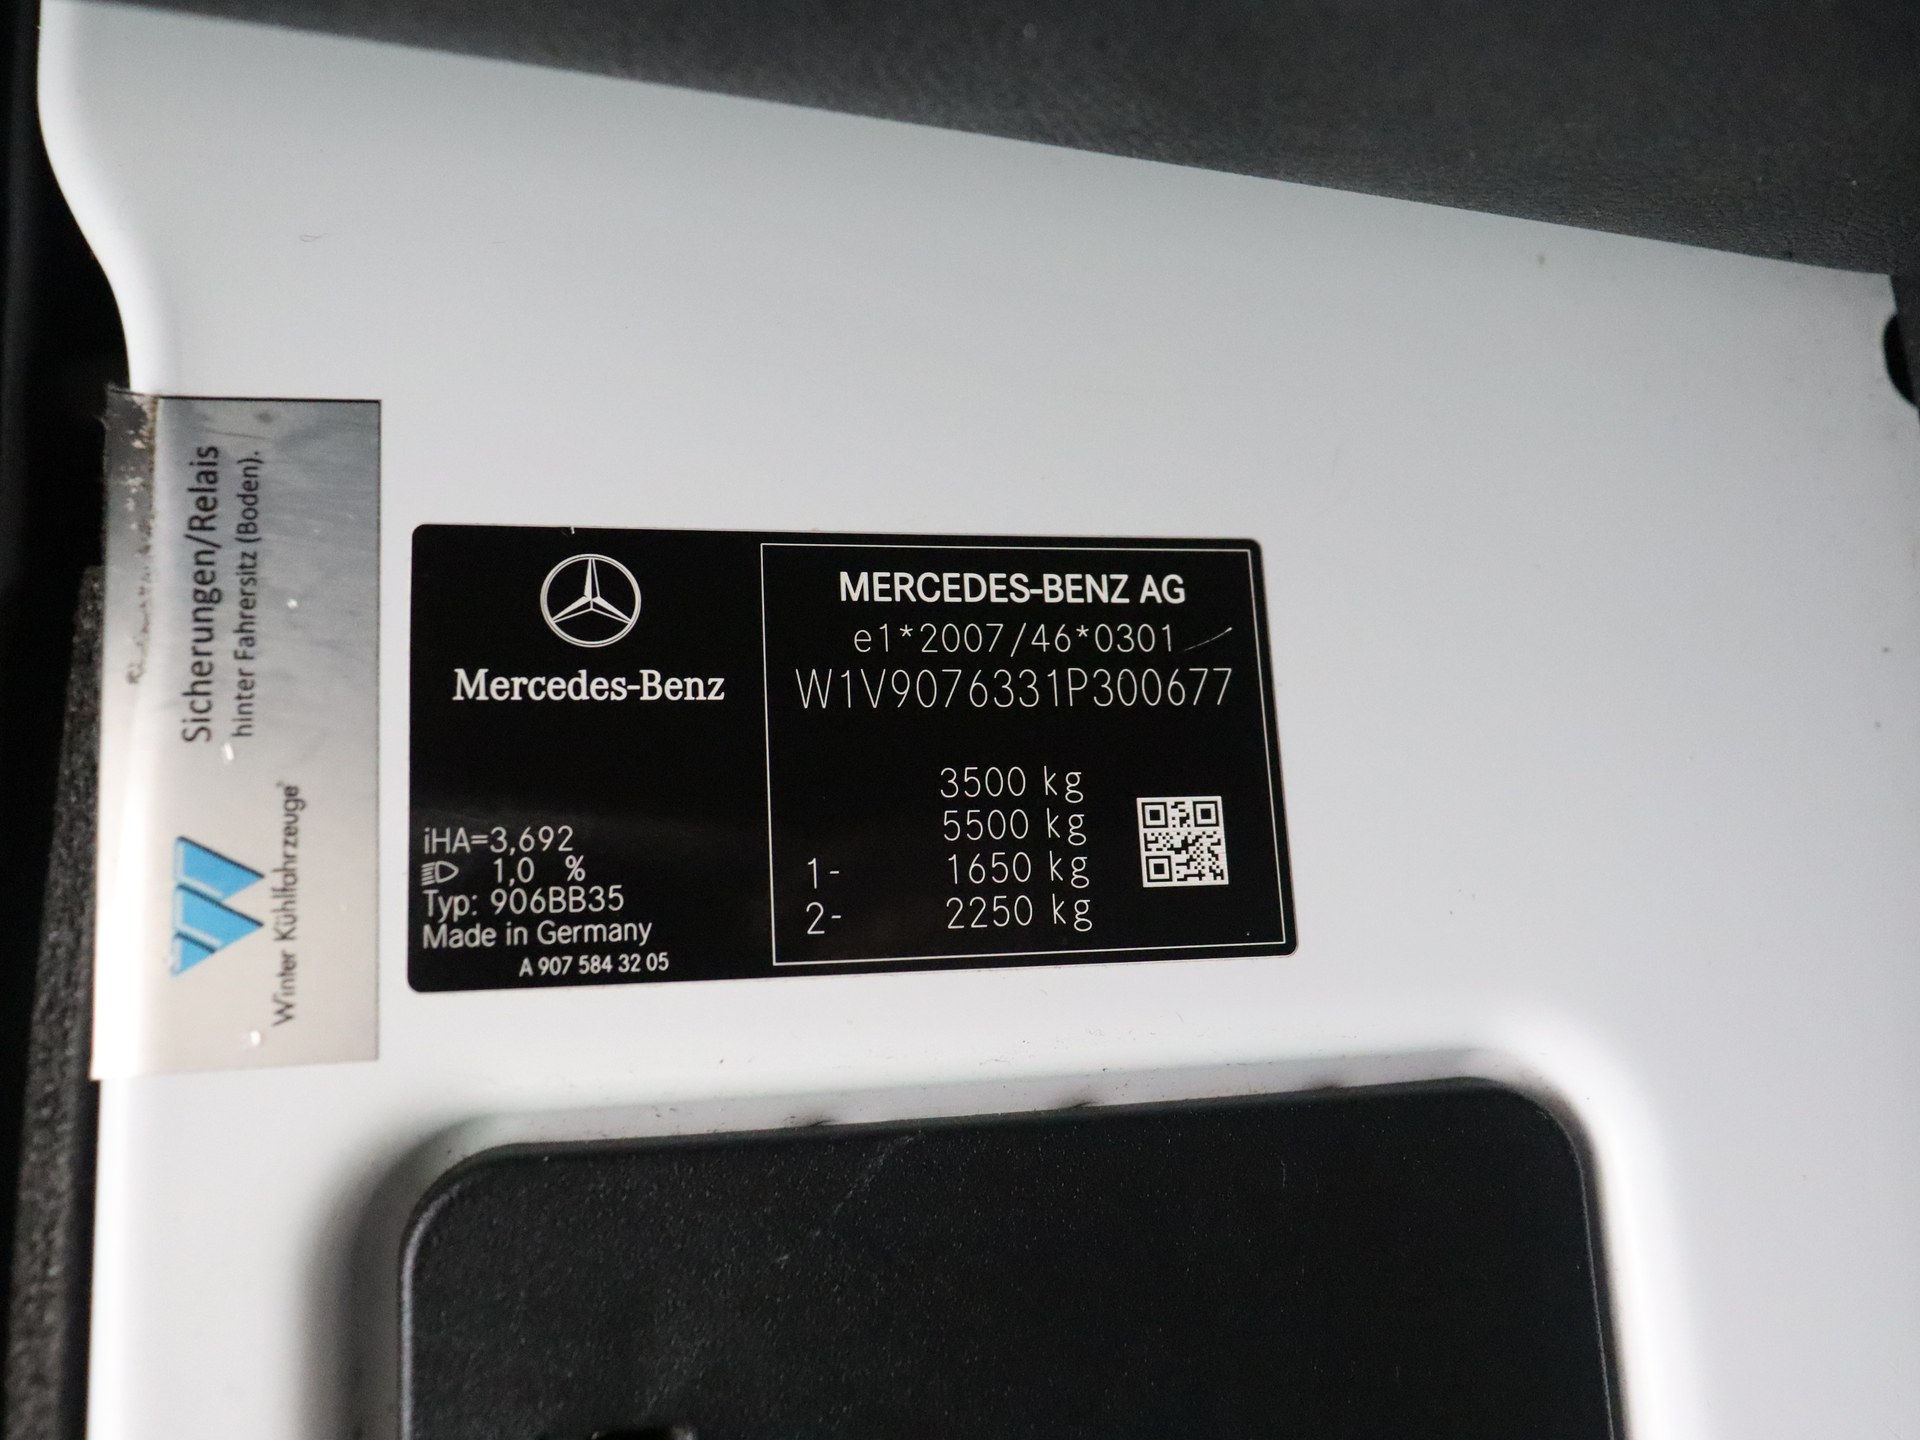 Sicherungen/Relais
hinter Fahrersitz (Boden).
Winter Kühlfahrzeuge
Mercedes-Benz
iHA=3,692
1,0 %
Typ: 906BB35
Made in Germany
A 907 584 32 05
MERCEDES-BENZ AG
e1*2007/46*0301
W1V9076331P300677
3500 kg
5500 kg
1- 1650 kg
2- 2250 kg